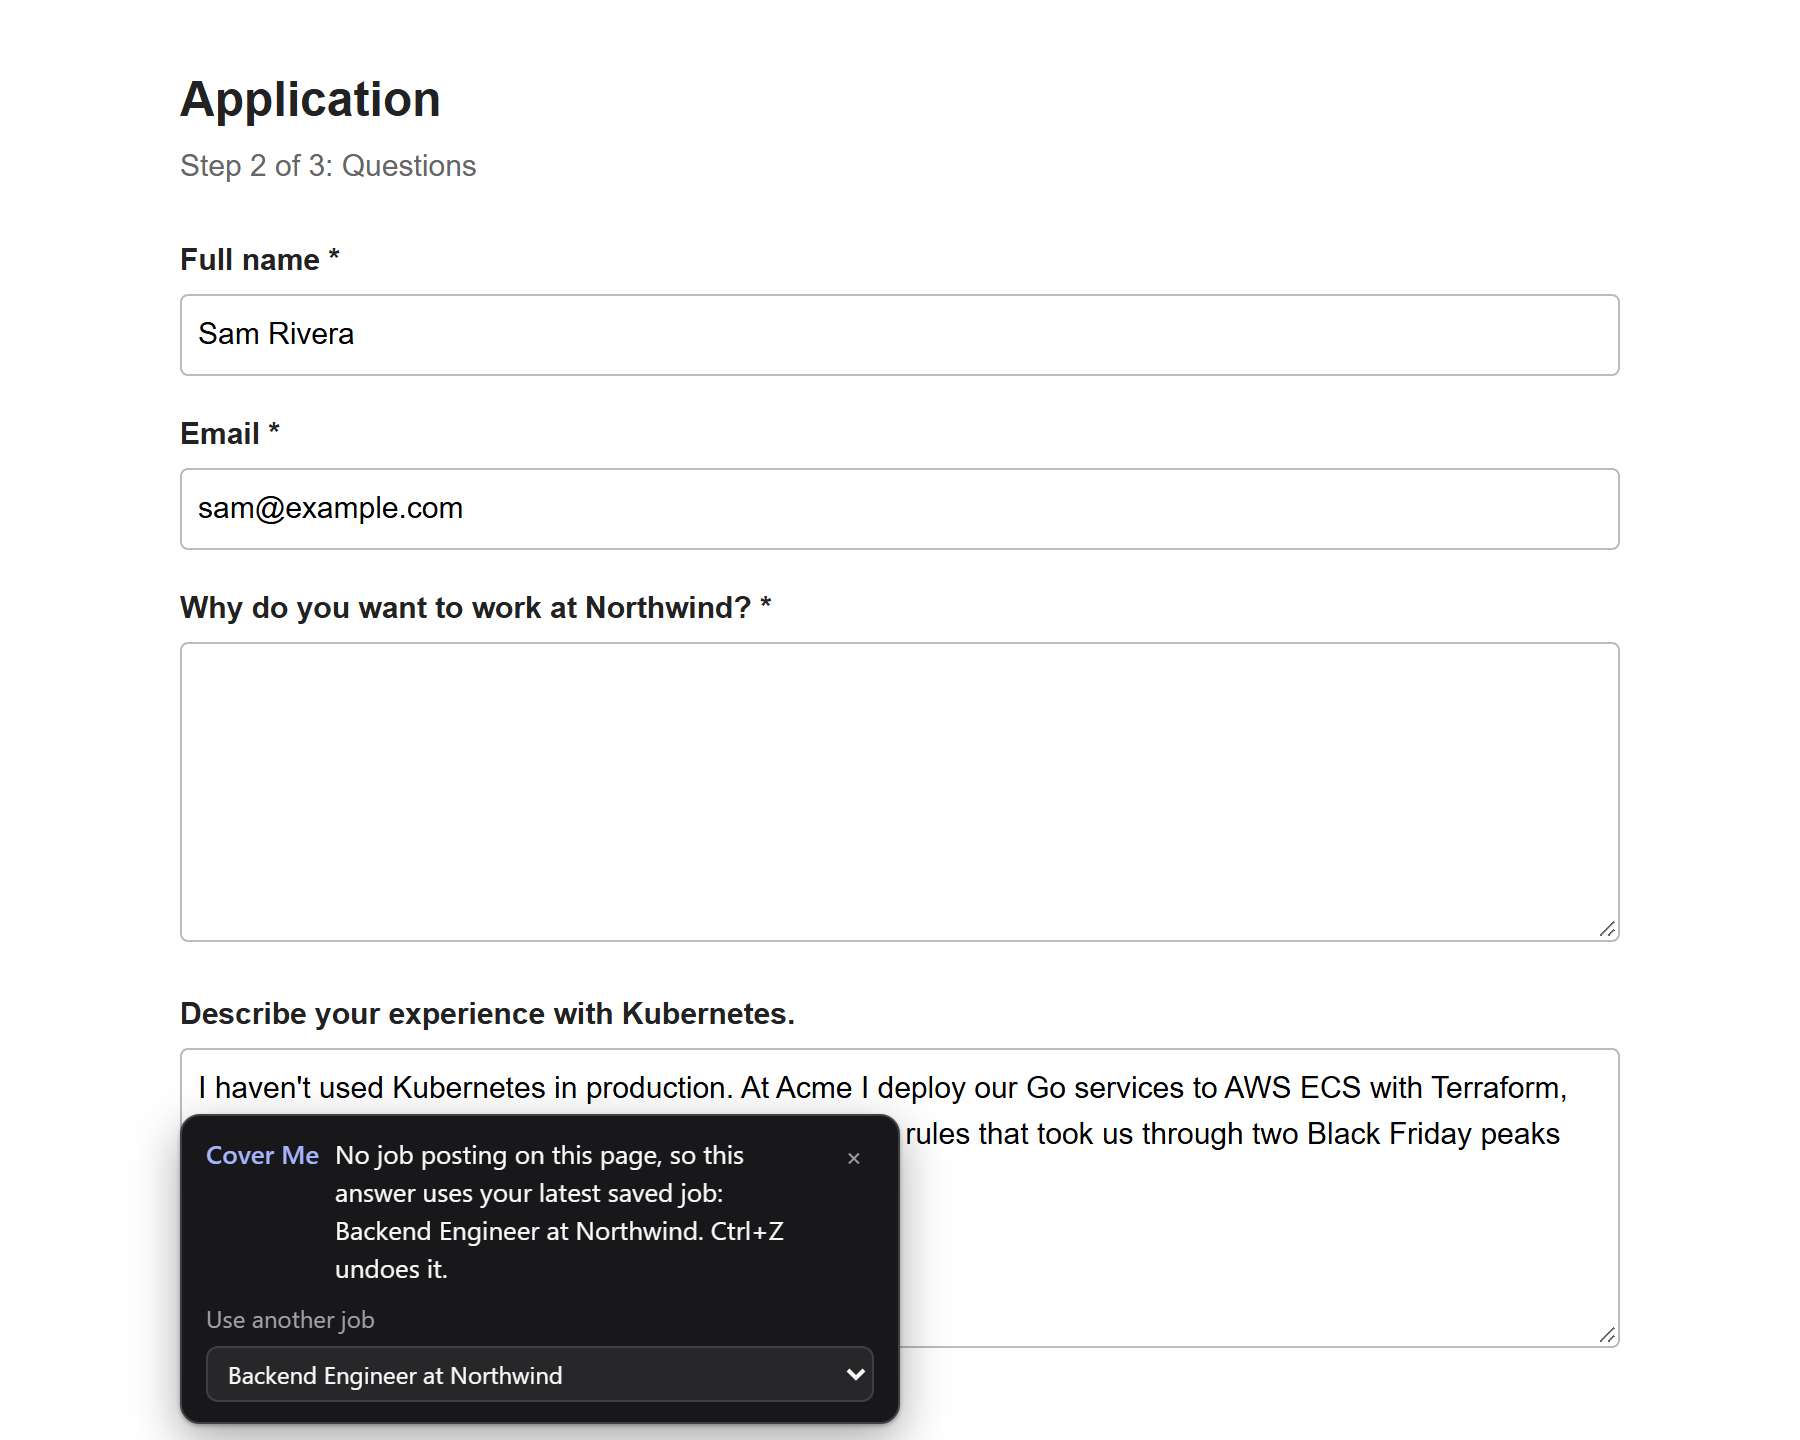 Application
Step 2 of 3: Questions
Full name *
Sam Rivera
Email *
sam@example.com
Why do you want to work at Northwind? *
Describe your experience with Kubernetes.
I haven't used Kubernetes in production. At Acme I deploy our Go services to AWS ECS with Terraform,
rules that took us through two Black Friday peaks
Cover Me No job posting on this page, so this ×
answer uses your latest saved job:
Backend Engineer at Northwind. Ctrl+Z
undoes it.
Use another job
Backend Engineer at Northwind